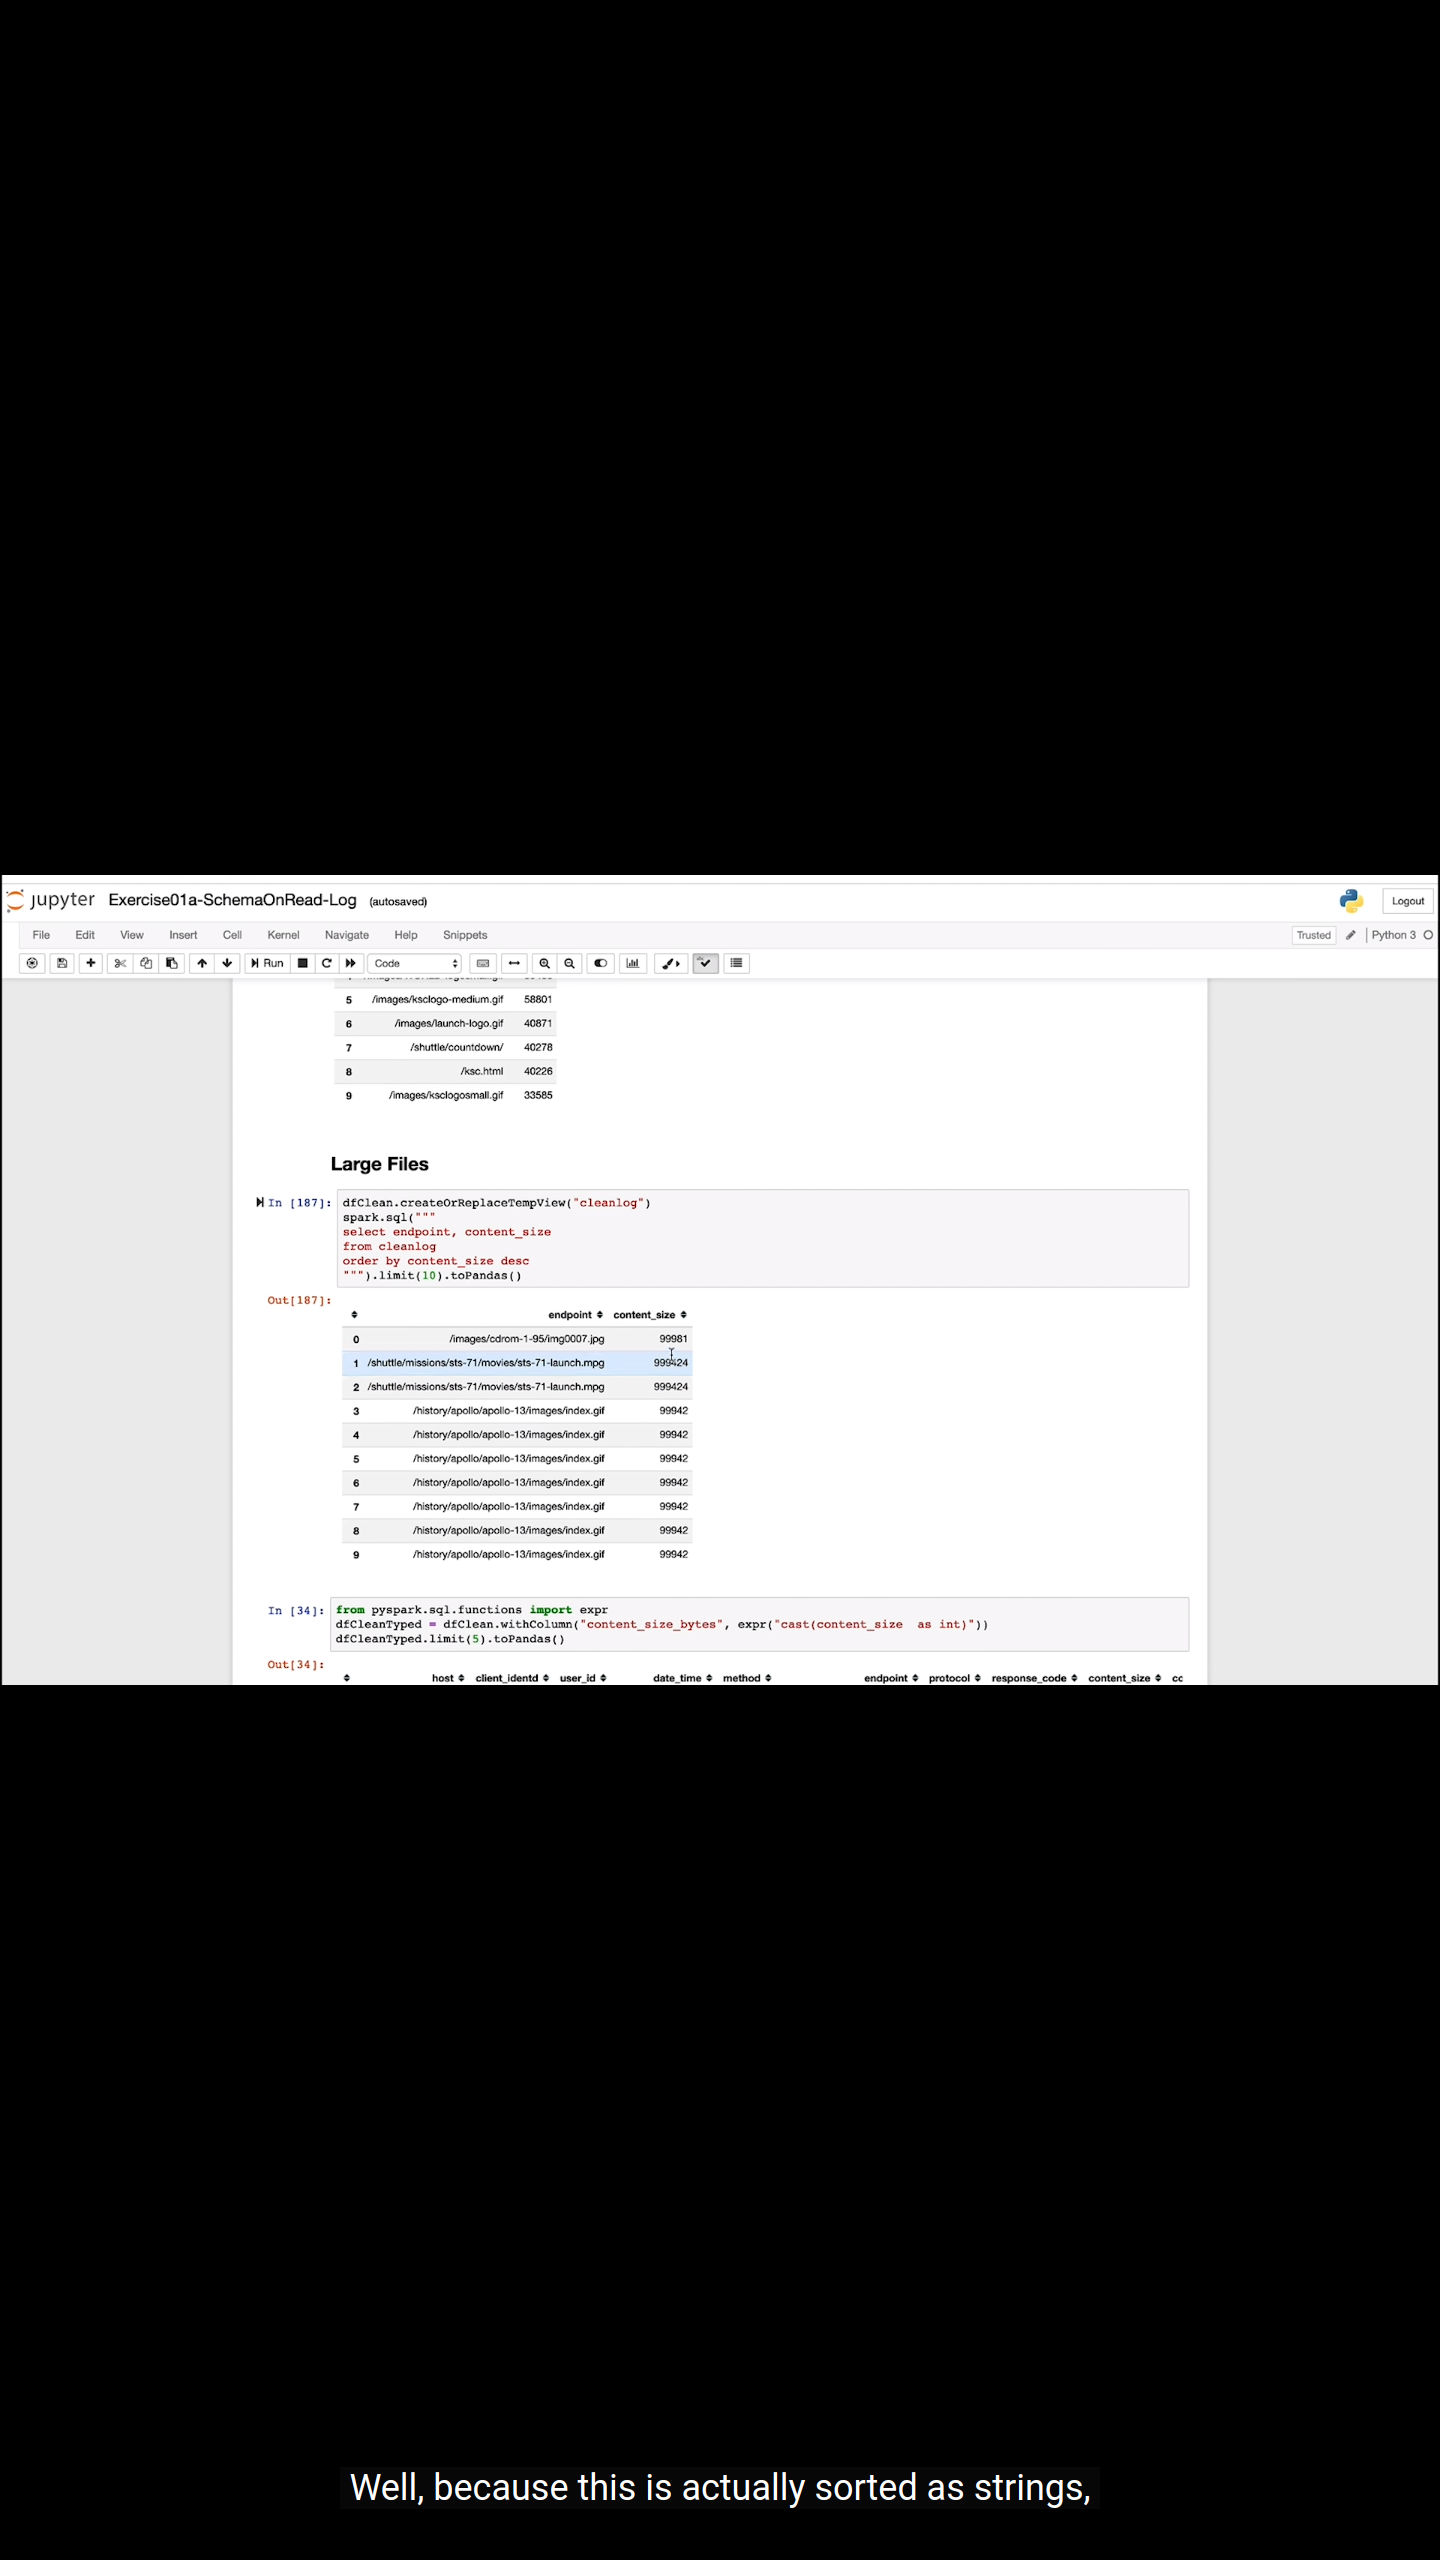 jupyter Exercise01a-SchemaOnRead-Log (autosaved) Logout
File Edit View Insert Cell Kernel Navigate Help Snippets Trusted Python 3
Run Code
5 /images/ksclogo-medium.gif 58801
6 /images/launch-logo.gif 40871
7 /shuttle/countdown/ 40278
8 /ksc.html 40226
9 /images/ksclogosmall.gif 33585
Large Files
In [187]: dfClean.createOrReplaceTempView("cleanlog")
spark.sql("""
select endpoint, content_size
from cleanlog
order by content_size desc
""").limit(10).toPandas()
Out[187]:
endpoint content_size
0 /images/cdrom-1-95/img0007.jpg 99981
1 /shuttle/missions/sts-71/movies/sts-71-launch.mpg 999424
2 /shuttle/missions/sts-71/movies/sts-71-launch.mpg 999424
3 /history/apollo/apollo-13/images/index.gif 99942
4 /history/apollo/apollo-13/images/index.gif 99942
5 /history/apollo/apollo-13/images/index.gif 99942
6 /history/apollo/apollo-13/images/index.gif 99942
7 /history/apollo/apollo-13/images/index.gif 99942
8 /history/apollo/apollo-13/images/index.gif 99942
9 /history/apollo/apollo-13/images/index.gif 99942
In [34]: from pyspark.sql.functions import expr
dfCleanTyped = dfClean.withColumn("content_size_bytes", expr("cast(content_size  as int)"))
dfCleanTyped.limit(5).toPandas()
Out[34]:
host client_identd user_id date_time method endpoint protocol response_code content_size cc
Well, because this is actually sorted as strings,